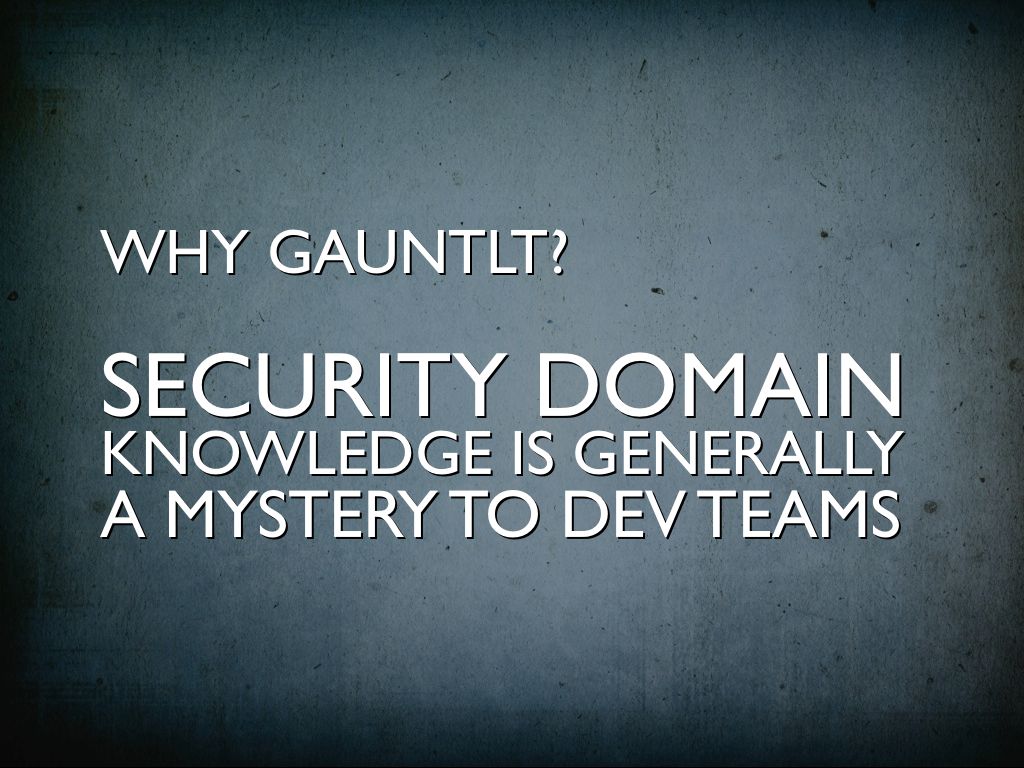 WHY GAUNTLT?
SECURITY DOMAIN
KNOWLEDGE IS GENERALLY
A MYSTERY TO DEV TEAMS